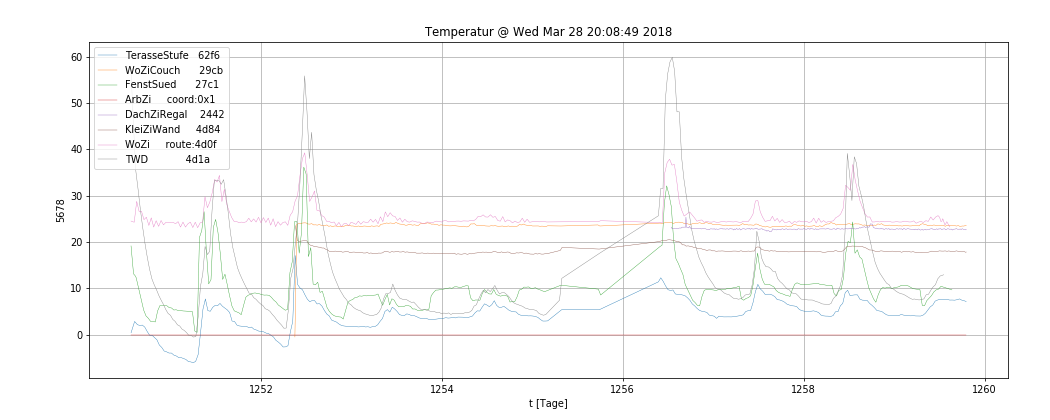 Temperatur @ Wed Mar 28 20:08:49 2018
60
50
40
30
20
10
0
5678
TerasseStufe 62f6
WoZiCouch 29cb
FenstSued 27c1
ArbZi coord:0x1
DachZiRegal 2442
KleiZiWand 4d84
WoZi route:4d0f
TWD 4d1a
1252 1254 1256 1258 1260
t [Tage]